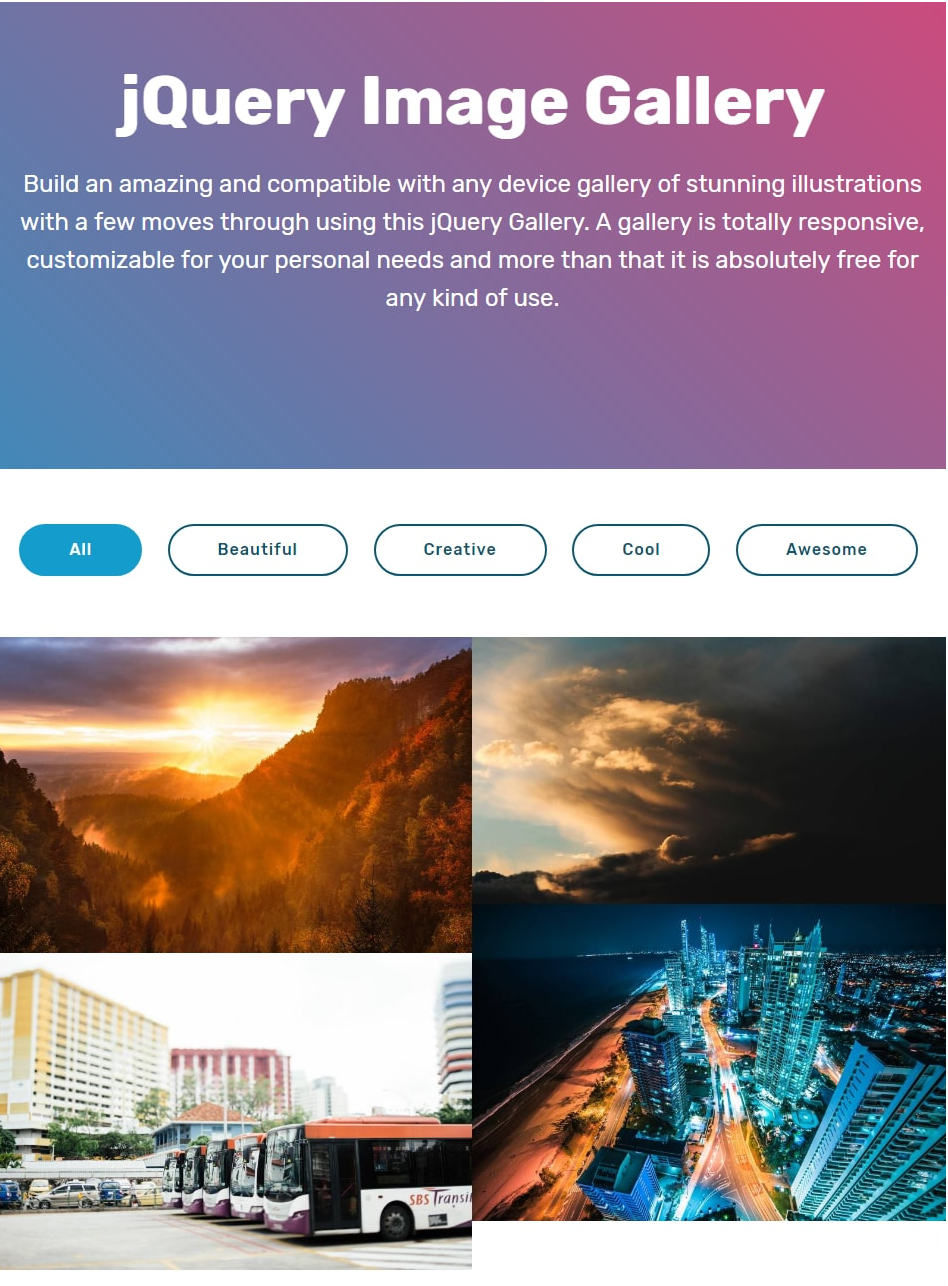 jQuery Image Gallery
Build an amazing and compatible with any device gallery of stunning illustrations
with a few moves through using this jQuery Gallery. A gallery is totally responsive,
customizable for your personal needs and more than that it is absolutely free for
any kind of use.
All
Beautiful
Creative
Cool
Awesome
SBS Transit